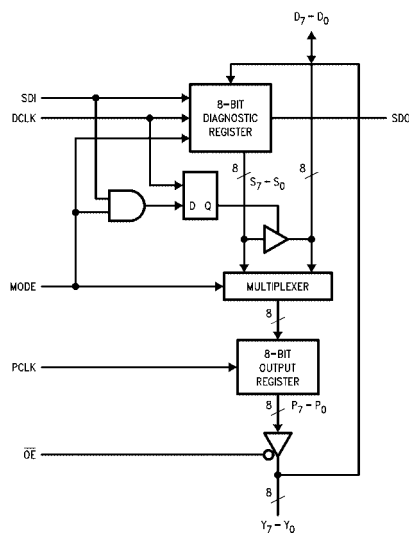 D₇ – D₀
SDI
DCLK
8-BIT
DIAGNOSTIC
REGISTER
SDO
8
S₇ – S₀
8
D Q
MODE
MULTIPLEXER
8
PCLK
8-BIT
OUTPUT
REGISTER
8
P₇ – P₀
O̅E̅
8
Y₇ – Y₀